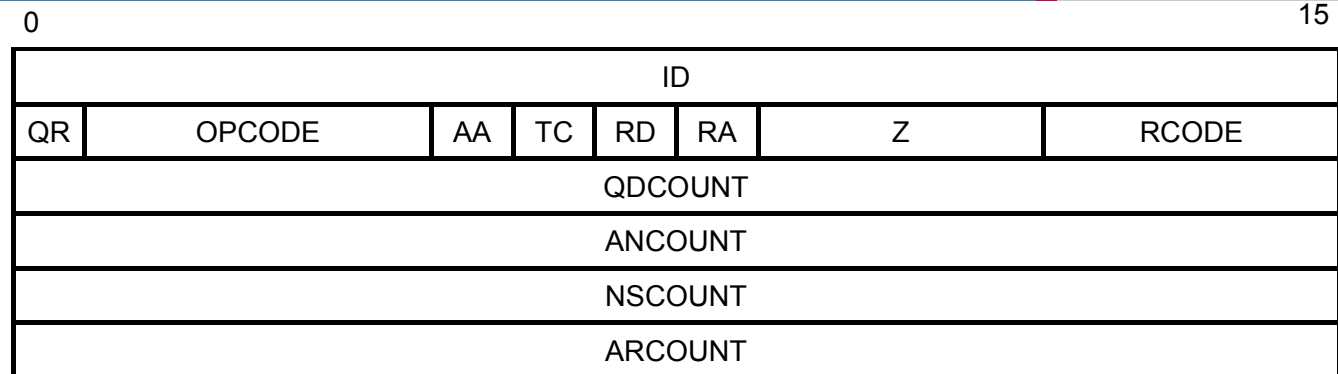 0 15
ID
QR OPCODE AA TC RD RA Z RCODE
QDCOUNT
ANCOUNT
NSCOUNT
ARCOUNT